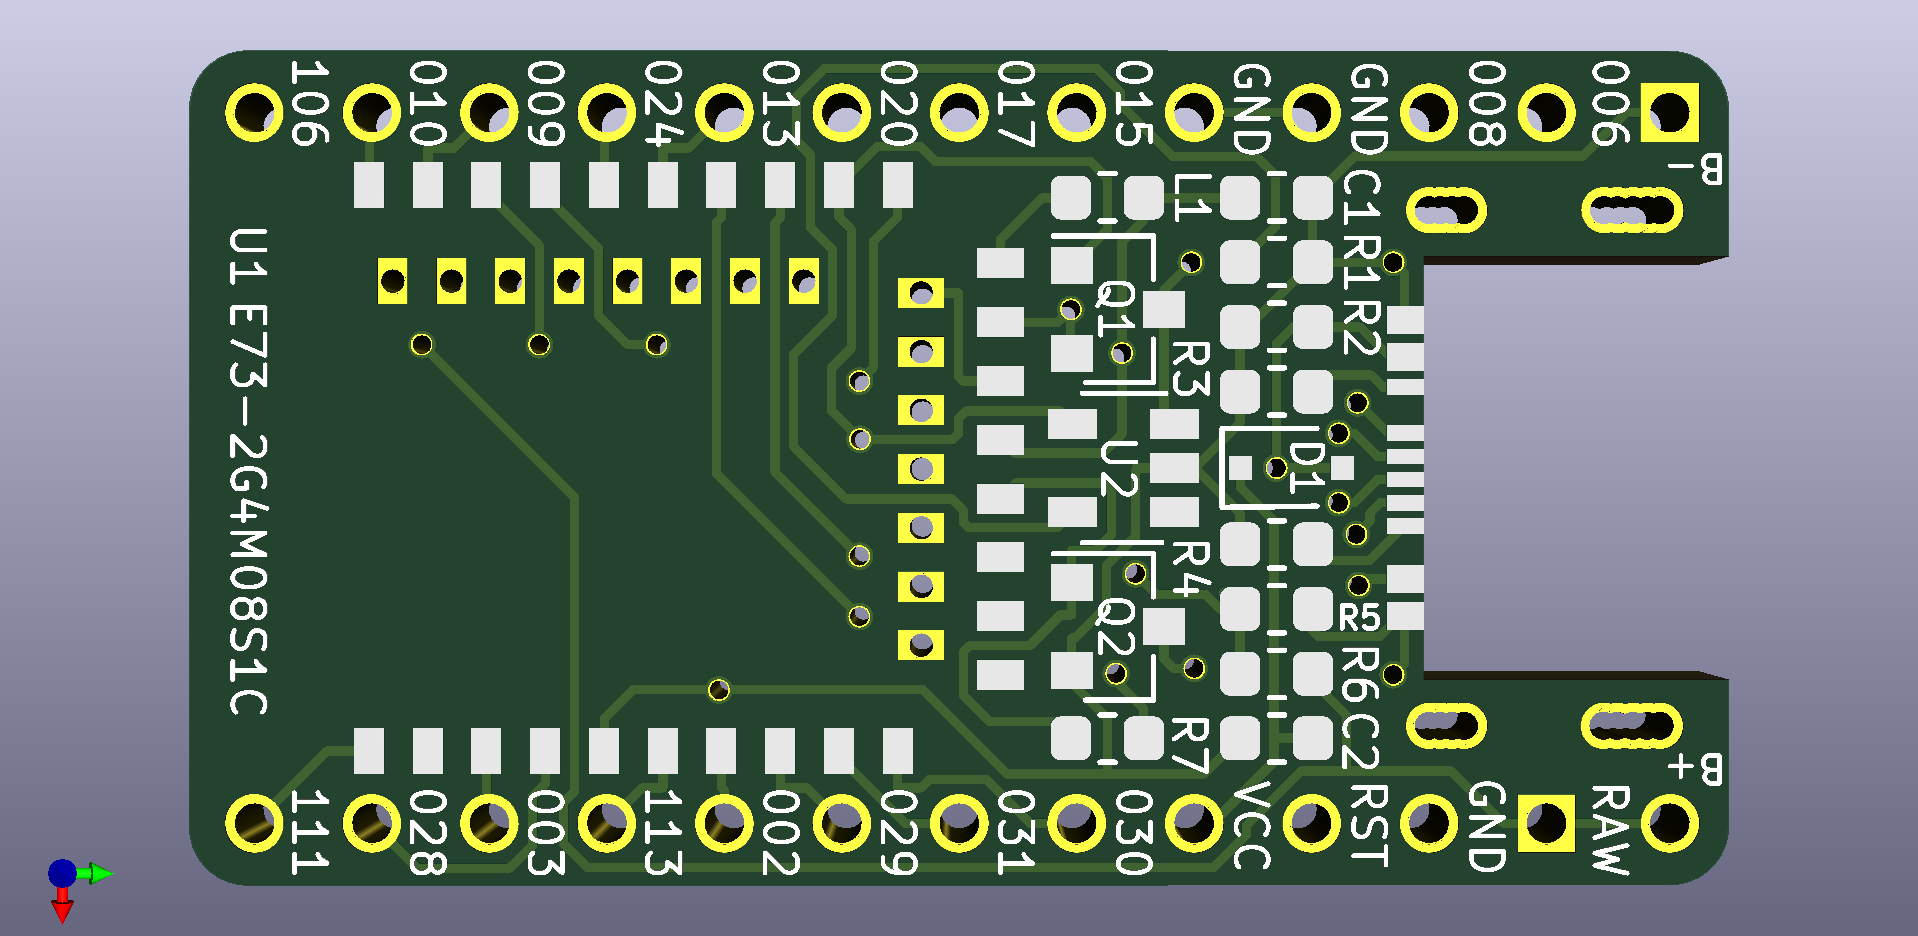 106
010
009
024
013
020
017
015
GND
GND
008
006
B-
L1
C1
R1
R2
Q1
R3
U1 E73-2G4M08S1C
U2
D1
R4
Q2
R5
R6
R7
C2
B+
111
028
003
113
002
029
031
030
VCC
RST
GND
RAW